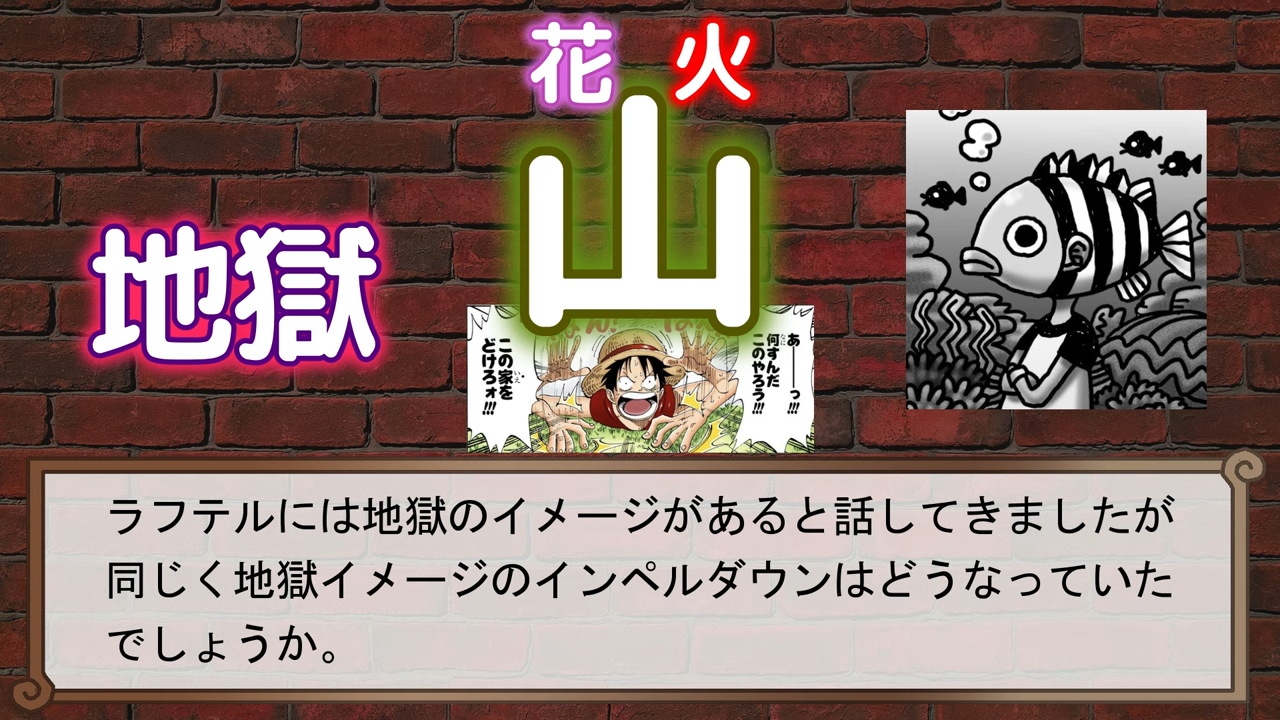 花 火
山
地獄
あ―――っ!!!
何すんだ
このやろう!!!
この家を
どけろォ!!!
ラフテルには地獄のイメージがあると話してきましたが
同じく地獄イメージのインペルダウンはどうなっていた
でしょうか。